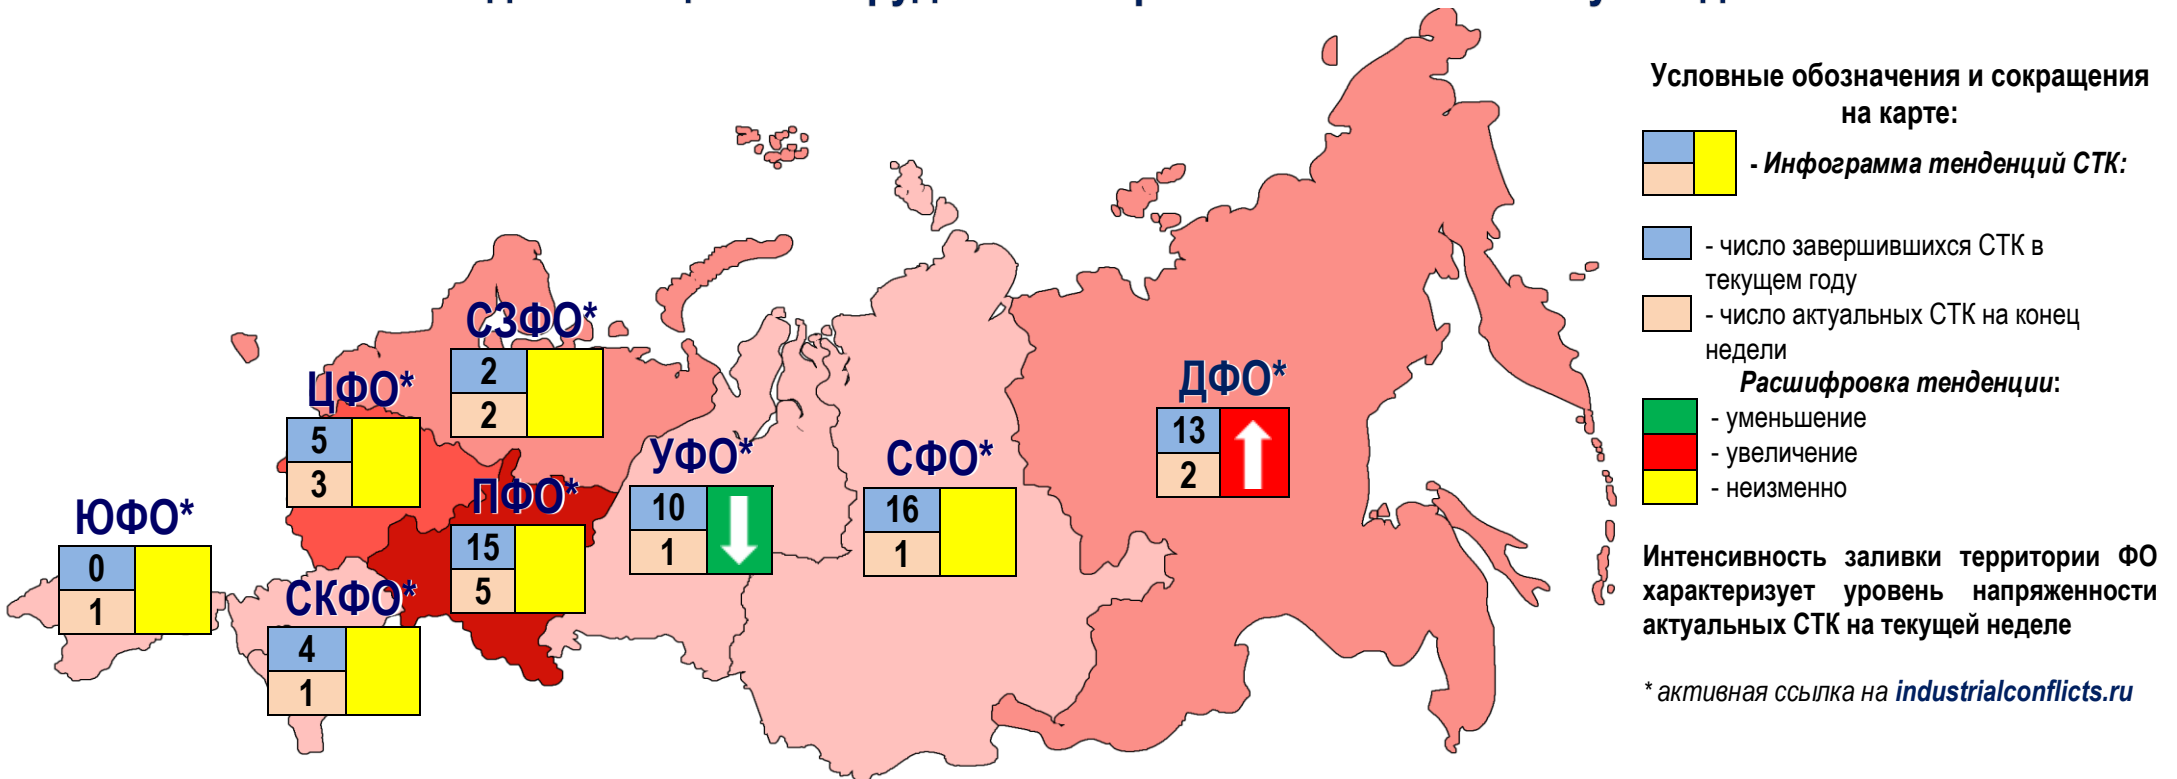 СЗФО*
2
2
ЦФО*
5
3
ПФО*
15
5
ЮФО*
0
1
СКФО*
4
1
УФО*
10
1
СФО*
16
1
ДФО*
13
2
Условные обозначения и сокращения
на карте:
- Инфограмма тенденций СТК:
- число завершившихся СТК в
текущем году
- число актуальных СТК на конец
недели
Расшифровка тенденции:
- уменьшение
- увеличение
- неизменно
Интенсивность заливки территории ФО
характеризует уровень напряженности
актуальных СТК на текущей неделе
* активная ссылка на industrialconflicts.ru